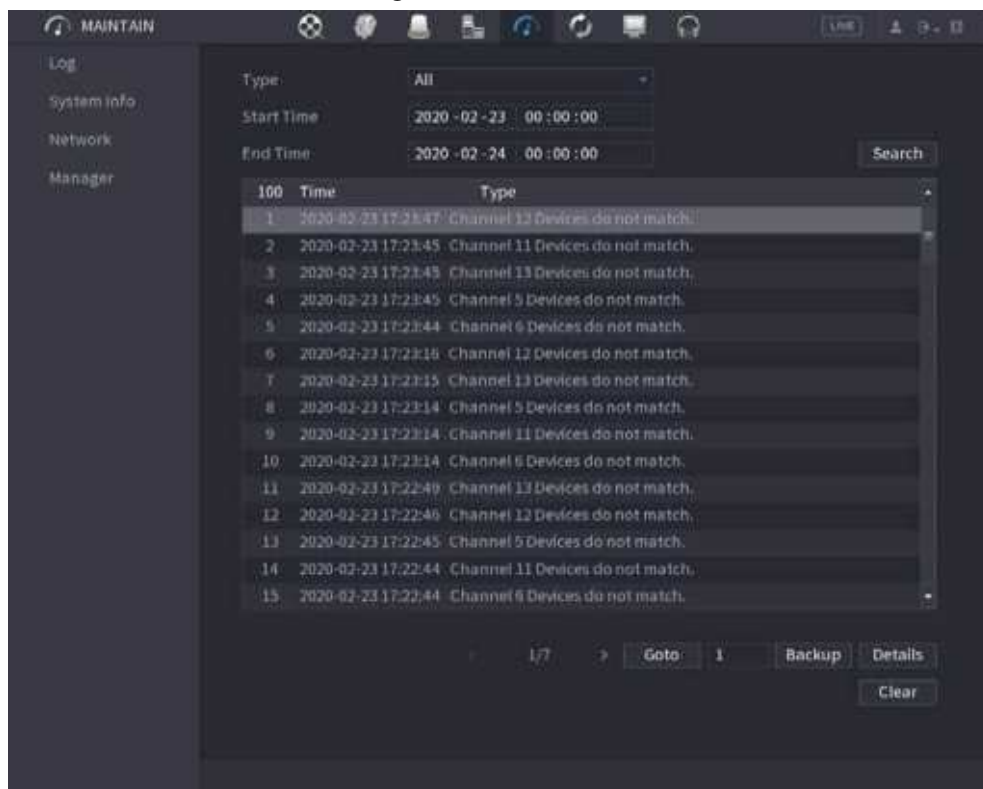 MAINTAIN LIVE
Log
System Info
Network
Manager
Type All
Start Time 2020 -02 -23 00 :00 :00
End Time 2020 -02 -24 00 :00 :00
Search
100 Time Type
1 2020-02-23 17:23:47 Channel 12 Devices do not match.
2 2020-02-23 17:23:45 Channel 11 Devices do not match.
3 2020-02-23 17:23:45 Channel 13 Devices do not match.
4 2020-02-23 17:23:45 Channel 5 Devices do not match.
5 2020-02-23 17:23:44 Channel 6 Devices do not match.
6 2020-02-23 17:23:16 Channel 12 Devices do not match.
7 2020-02-23 17:23:15 Channel 13 Devices do not match.
8 2020-02-23 17:23:14 Channel 5 Devices do not match.
9 2020-02-23 17:23:14 Channel 11 Devices do not match.
10 2020-02-23 17:23:14 Channel 6 Devices do not match.
11 2020-02-23 17:22:49 Channel 13 Devices do not match.
12 2020-02-23 17:22:46 Channel 12 Devices do not match.
13 2020-02-23 17:22:45 Channel 5 Devices do not match.
14 2020-02-23 17:22:44 Channel 11 Devices do not match.
15 2020-02-23 17:22:44 Channel 6 Devices do not match.
1/7 > Goto 1 Backup Details
Clear